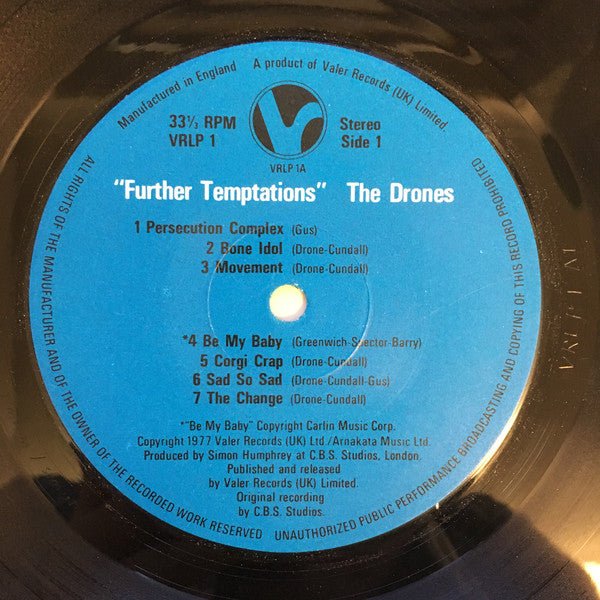 Manufactured in England
A product of Valer Records (UK) Limited.
33⅓ RPM
VRLP 1
Stereo
Side 1
VRLP 1A
"Further Temptations" The Drones
1 Persecution Complex (Gus)
2 Bone Idol (Drone-Cundall)
3 Movement (Drone-Cundall)
*4 Be My Baby (Greenwich-Spector-Barry)
5 Corgi Crap (Drone-Cundall)
6 Sad So Sad (Drone-Cundall-Gus)
7 The Change (Drone-Cundall)
*"Be My Baby" Copyright Carlin Music Corp.
Copyright 1977 Valer Records (UK) Ltd/Arnakata Music Ltd.
Produced by Simon Humphrey at C.B.S. Studios, London.
Published and released
by Valer Records (UK) Limited.
Original recording
by C.B.S. Studios.
ALL RIGHTS OF THE MANUFACTURER AND OF THE OWNER OF THE RECORDED WORK RESERVED
UNAUTHORIZED PUBLIC PERFORMANCE BROADCASTING AND COPYING OF THIS RECORD PROHIBITED